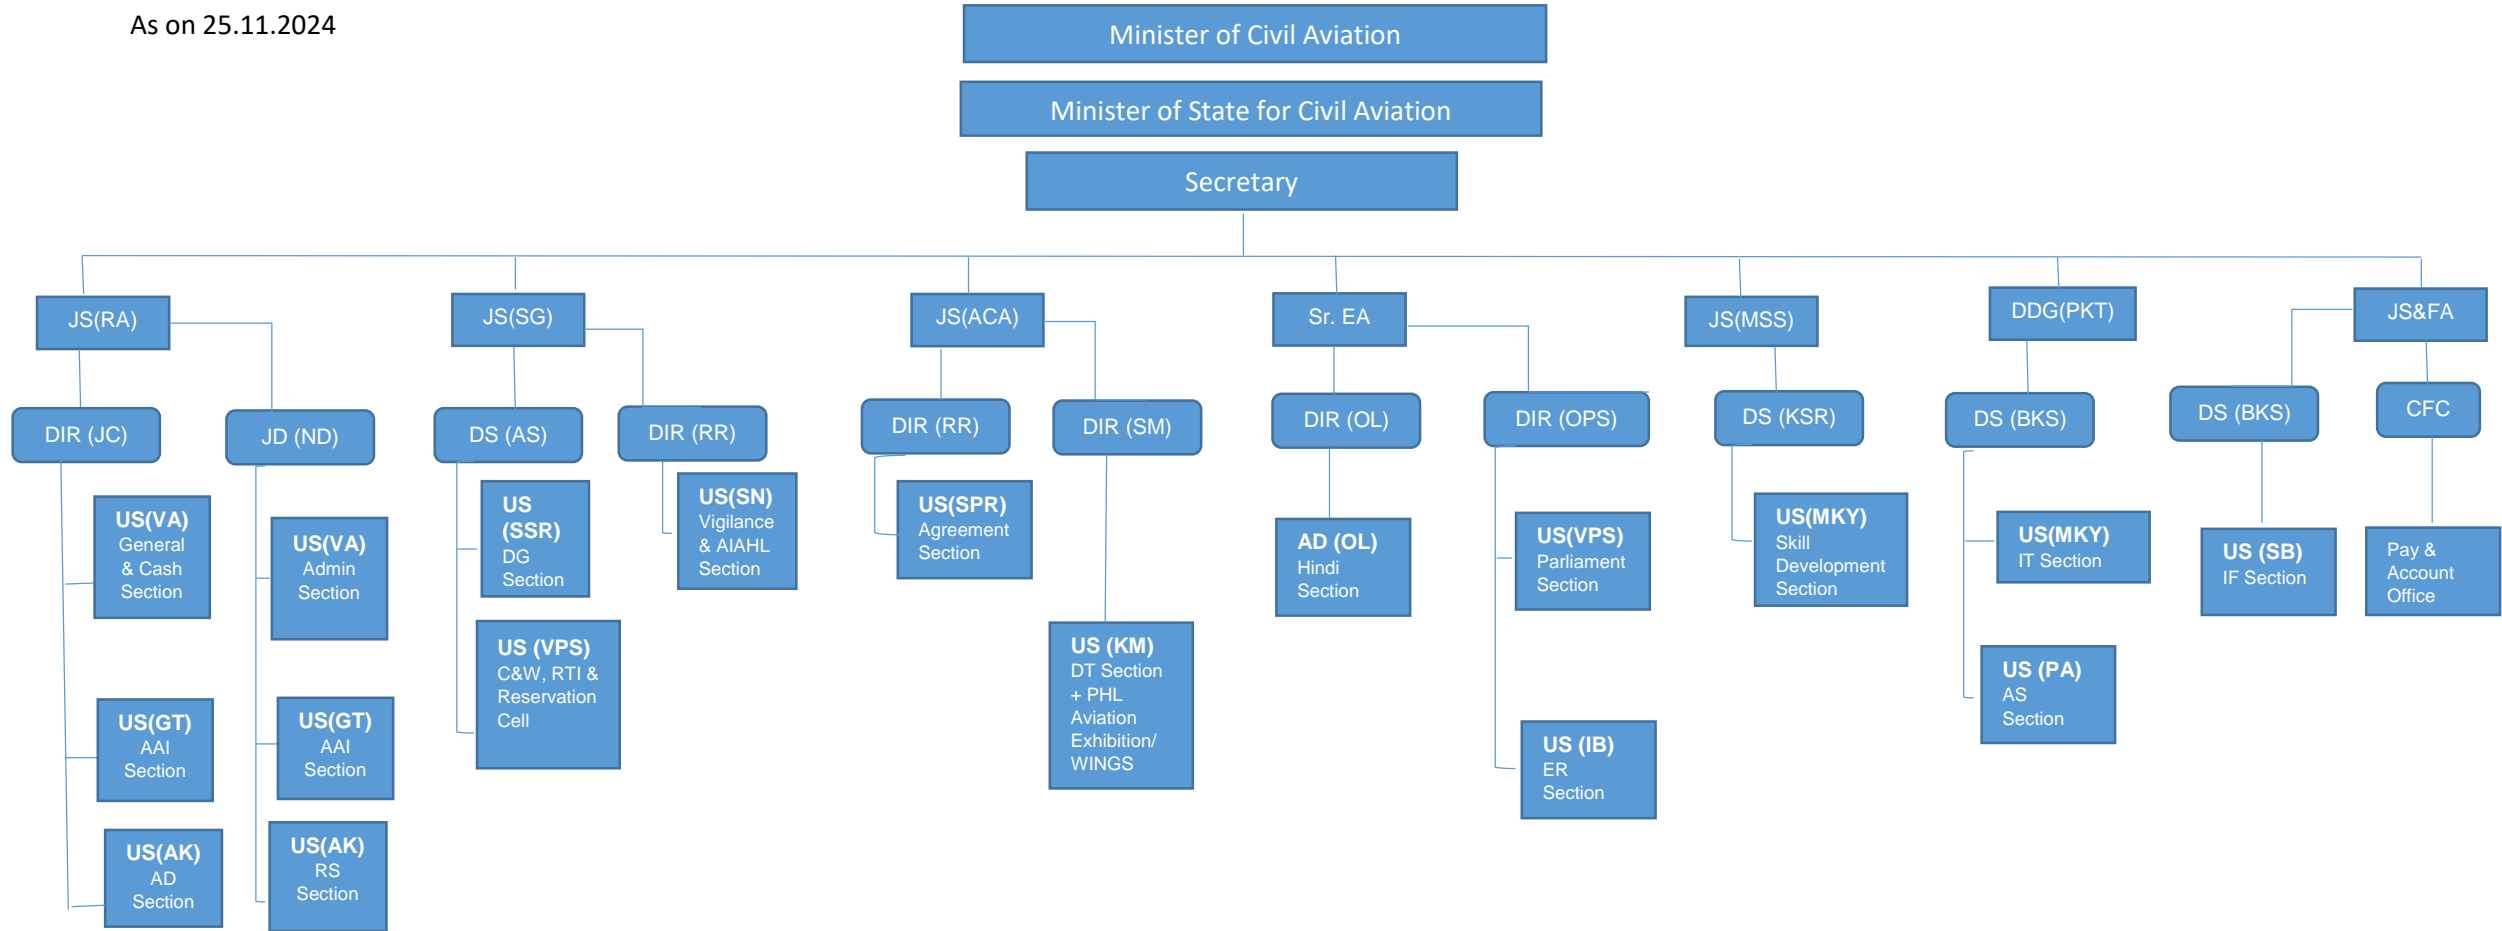 As on 25.11.2024
Minister of Civil Aviation
Minister of State for Civil Aviation
Secretary
JS(RA)
JS(SG)
JS(ACA)
Sr. EA
JS(MSS)
DDG(PKT)
JS&FA
DIR (JC)
JD (ND)
DS (AS)
DIR (RR)
DIR (RR)
DIR (SM)
DIR (OL)
DIR (OPS)
DS (KSR)
DS (BKS)
DS (BKS)
CFC
US(VA)
General
& Cash
Section
US(VA)
Admin
Section
US
(SSR)
DG
Section
US(SN)
Vigilance
& AIAHL
Section
US(SPR)
Agreement
Section
AD (OL)
Hindi
Section
US(VPS)
Parliament
Section
US(MKY)
Skill
Development
Section
US(MKY)
IT Section
US (SB)
IF Section
Pay &
Account
Office
US (VPS)
C&W, RTI &
Reservation
Cell
US (KM)
DT Section
+ PHL
Aviation
Exhibition/
WINGS
US (PA)
AS
Section
US(GT)
AAI
Section
US(GT)
AAI
Section
US (IB)
ER
Section
US(AK)
AD
Section
US(AK)
RS
Section